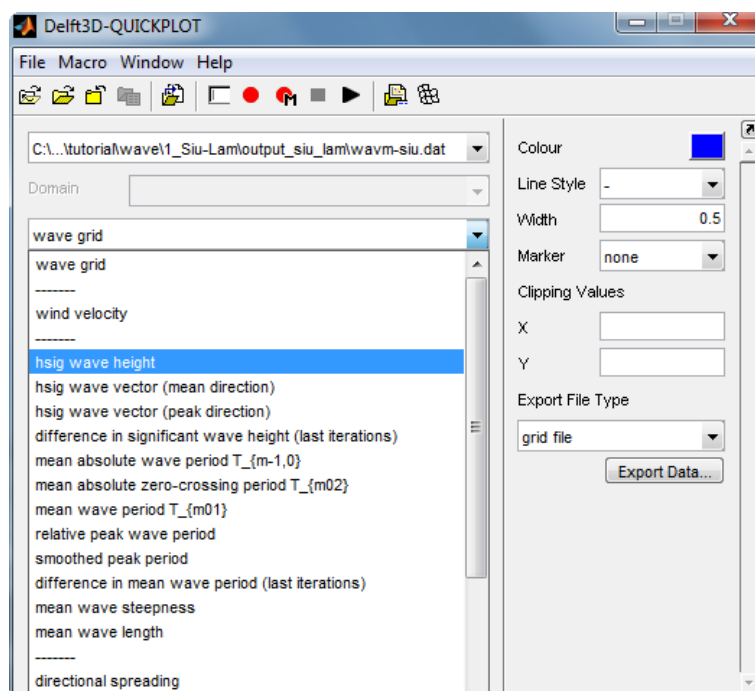 Delft3D-QUICKPLOT
File Macro Window Help
C:\...\tutorial\wave\1_Siu-Lam\output_siu_lam\wavm-siu.dat
Domain
wave grid
wave grid
-------
wind velocity
-------
hsig wave height
hsig wave vector (mean direction)
hsig wave vector (peak direction)
difference in significant wave height (last iterations)
mean absolute wave period T_{m-1,0}
mean absolute zero-crossing period T_{m02}
mean wave period T_{m01}
relative peak wave period
smoothed peak period
difference in mean wave period (last iterations)
mean wave steepness
mean wave length
-------
directional spreading
Colour
Line Style -
Width 0.5
Marker none
Clipping Values
X
Y
Export File Type
grid file
Export Data...